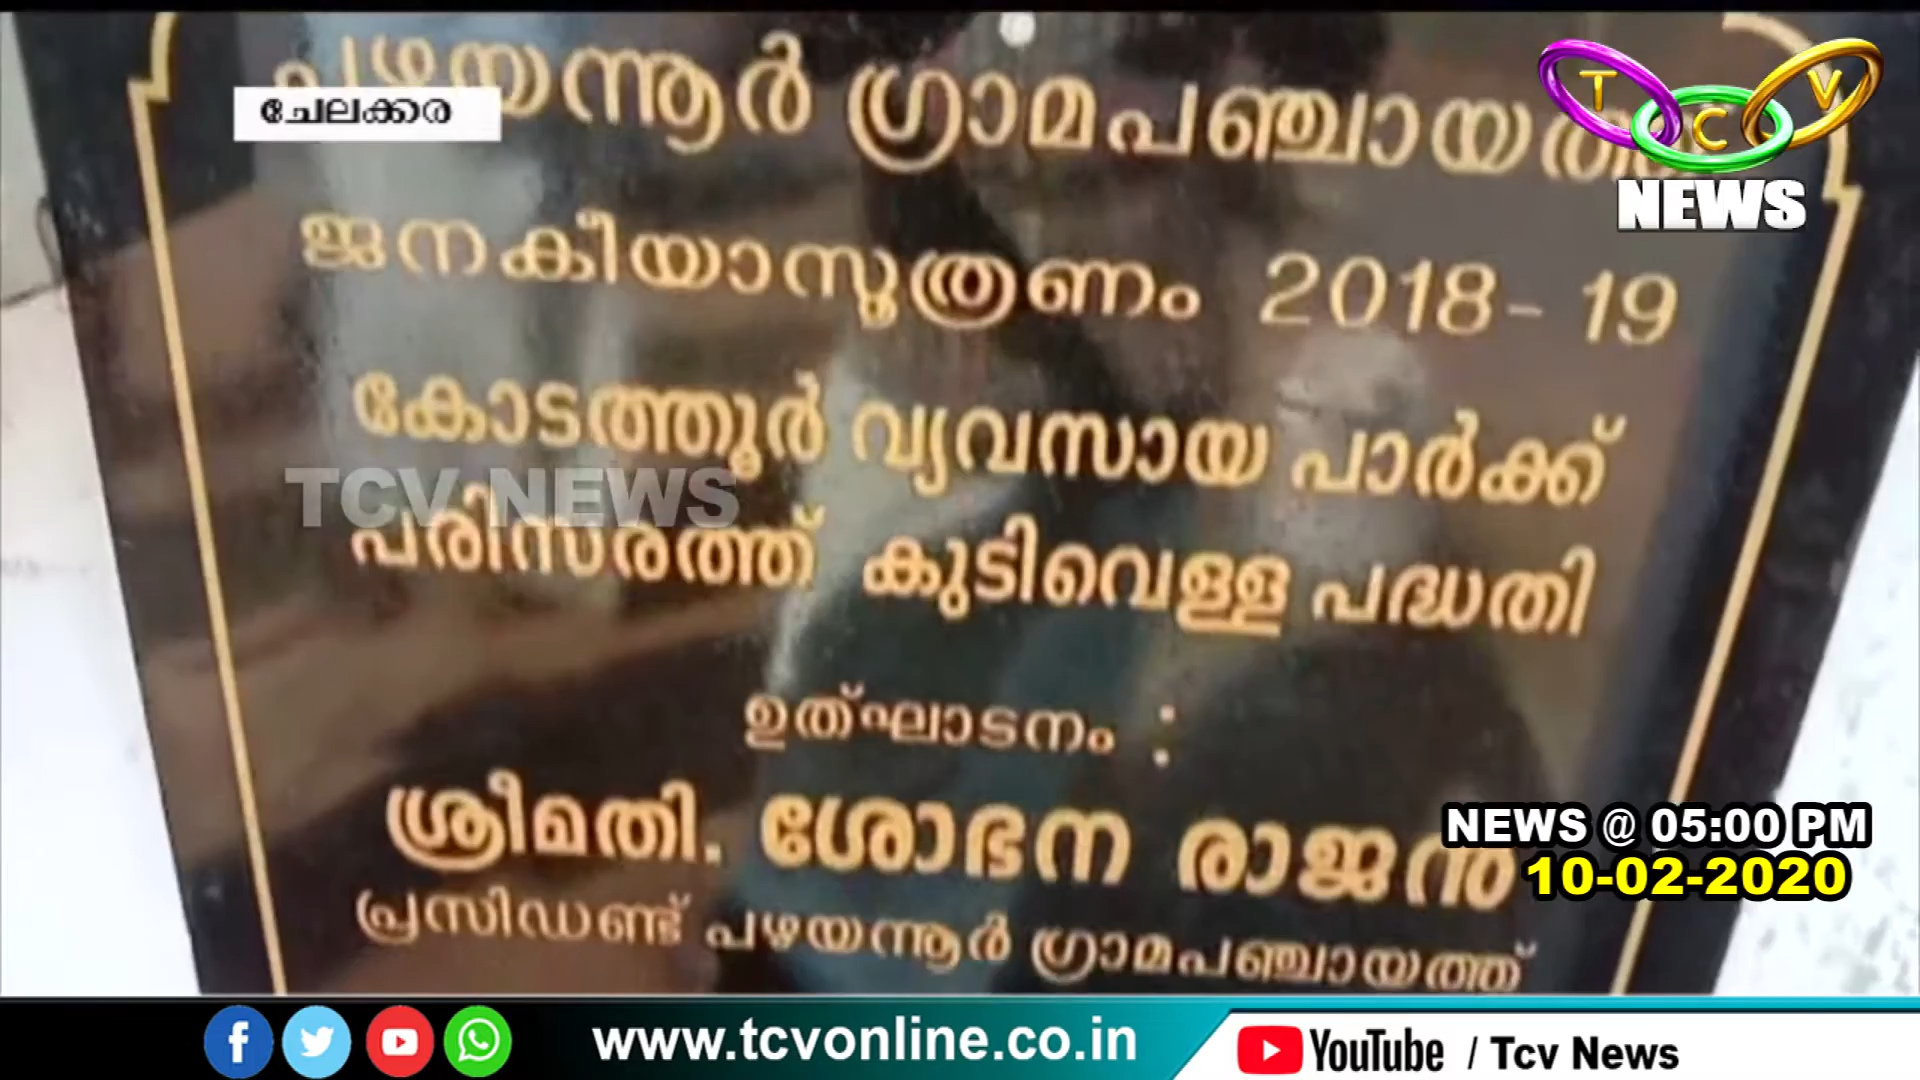 പഴയന്നൂർ ഗ്രാമപഞ്ചായത്ത്
ചേലക്കര
T C V
NEWS
ജനകീയാസൂത്രണം 2018-19
കോടത്തൂർ വ്യവസായ പാർക്ക്
TCV NEWS
പരിസരത്ത് കുടിവെള്ള പദ്ധതി
ഉത്ഘാടനം :
ശ്രീമതി. ശോഭന രാജൻ
NEWS @ 05:00 PM
10-02-2020
പ്രസിഡണ്ട് പഴയന്നൂർ ഗ്രാമപഞ്ചായത്ത്
www.tcvonline.co.in
YouTube / Tcv News